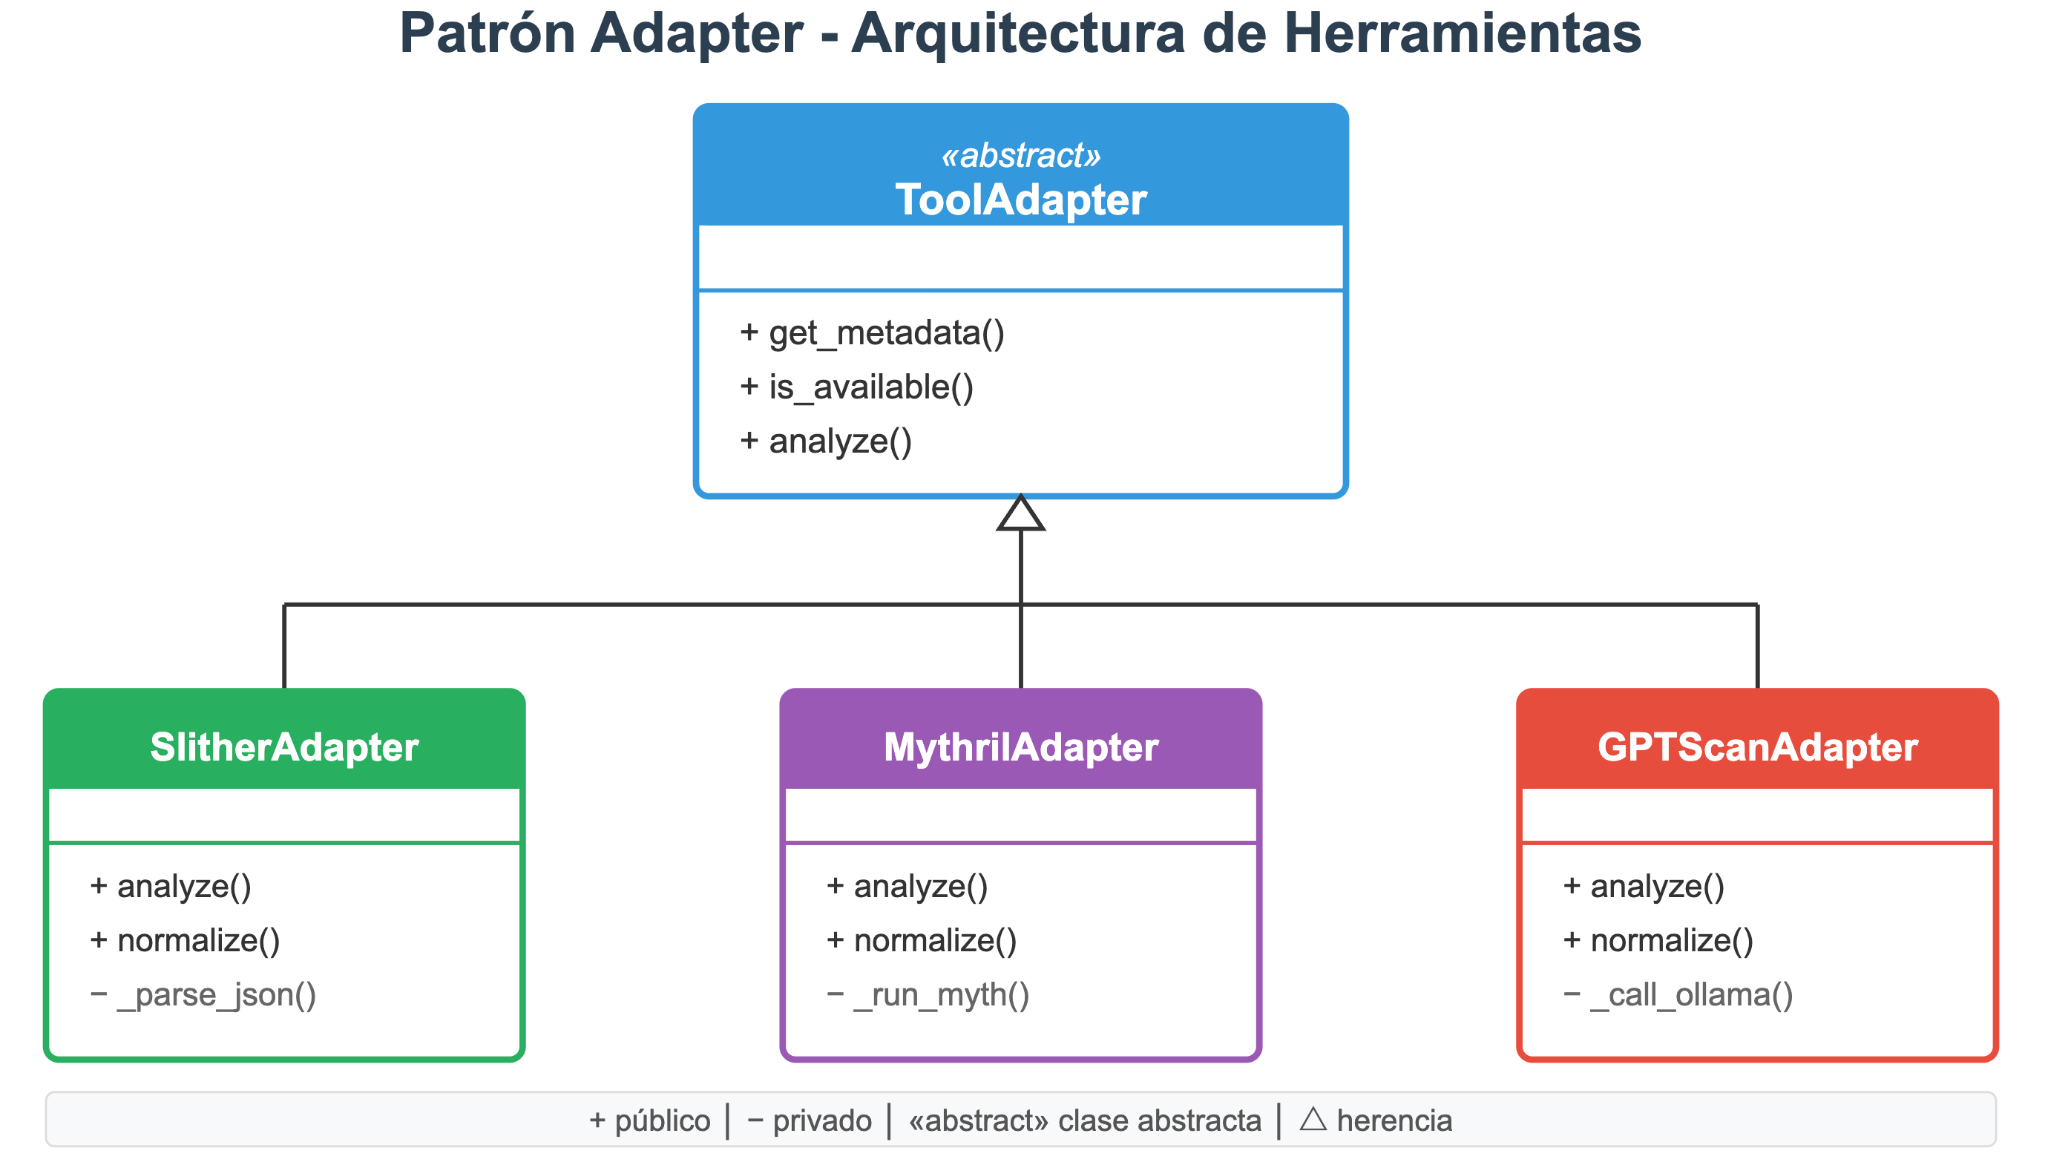 Patrón Adapter - Arquitectura de Herramientas
«abstract»
ToolAdapter
+ get_metadata()
+ is_available()
+ analyze()
SlitherAdapter
+ analyze()
+ normalize()
− _parse_json()
MythrilAdapter
+ analyze()
+ normalize()
− _run_myth()
GPTScanAdapter
+ analyze()
+ normalize()
− _call_ollama()
+ público │ − privado │ «abstract» clase abstracta │ △ herencia